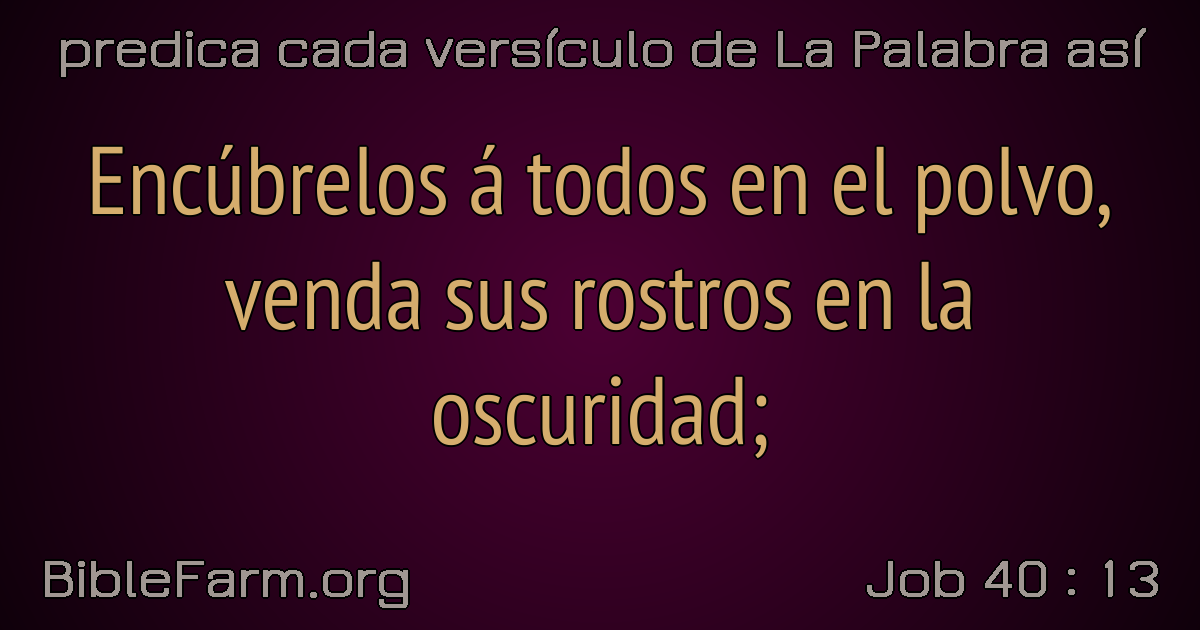 predica cada versículo de La Palabra así
Encúbrelos á todos en el polvo,
venda sus rostros en la
oscuridad;
BibleFarm.org
Job 40 : 13